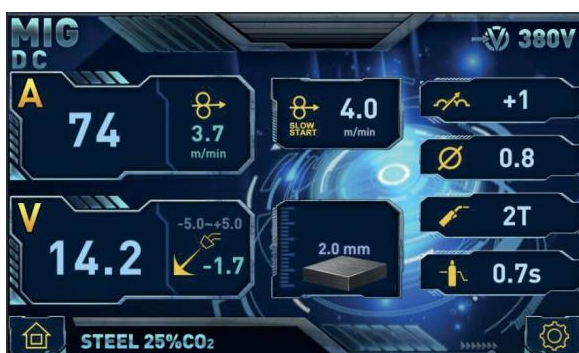 MIG
DC
380V
A
74
3.7
m/min
SLOW
START
4.0
m/min
+1
0.8
V
14.2
-5.0~+5.0
-1.7
2.0 mm
2T
0.7s
STEEL 25%CO₂